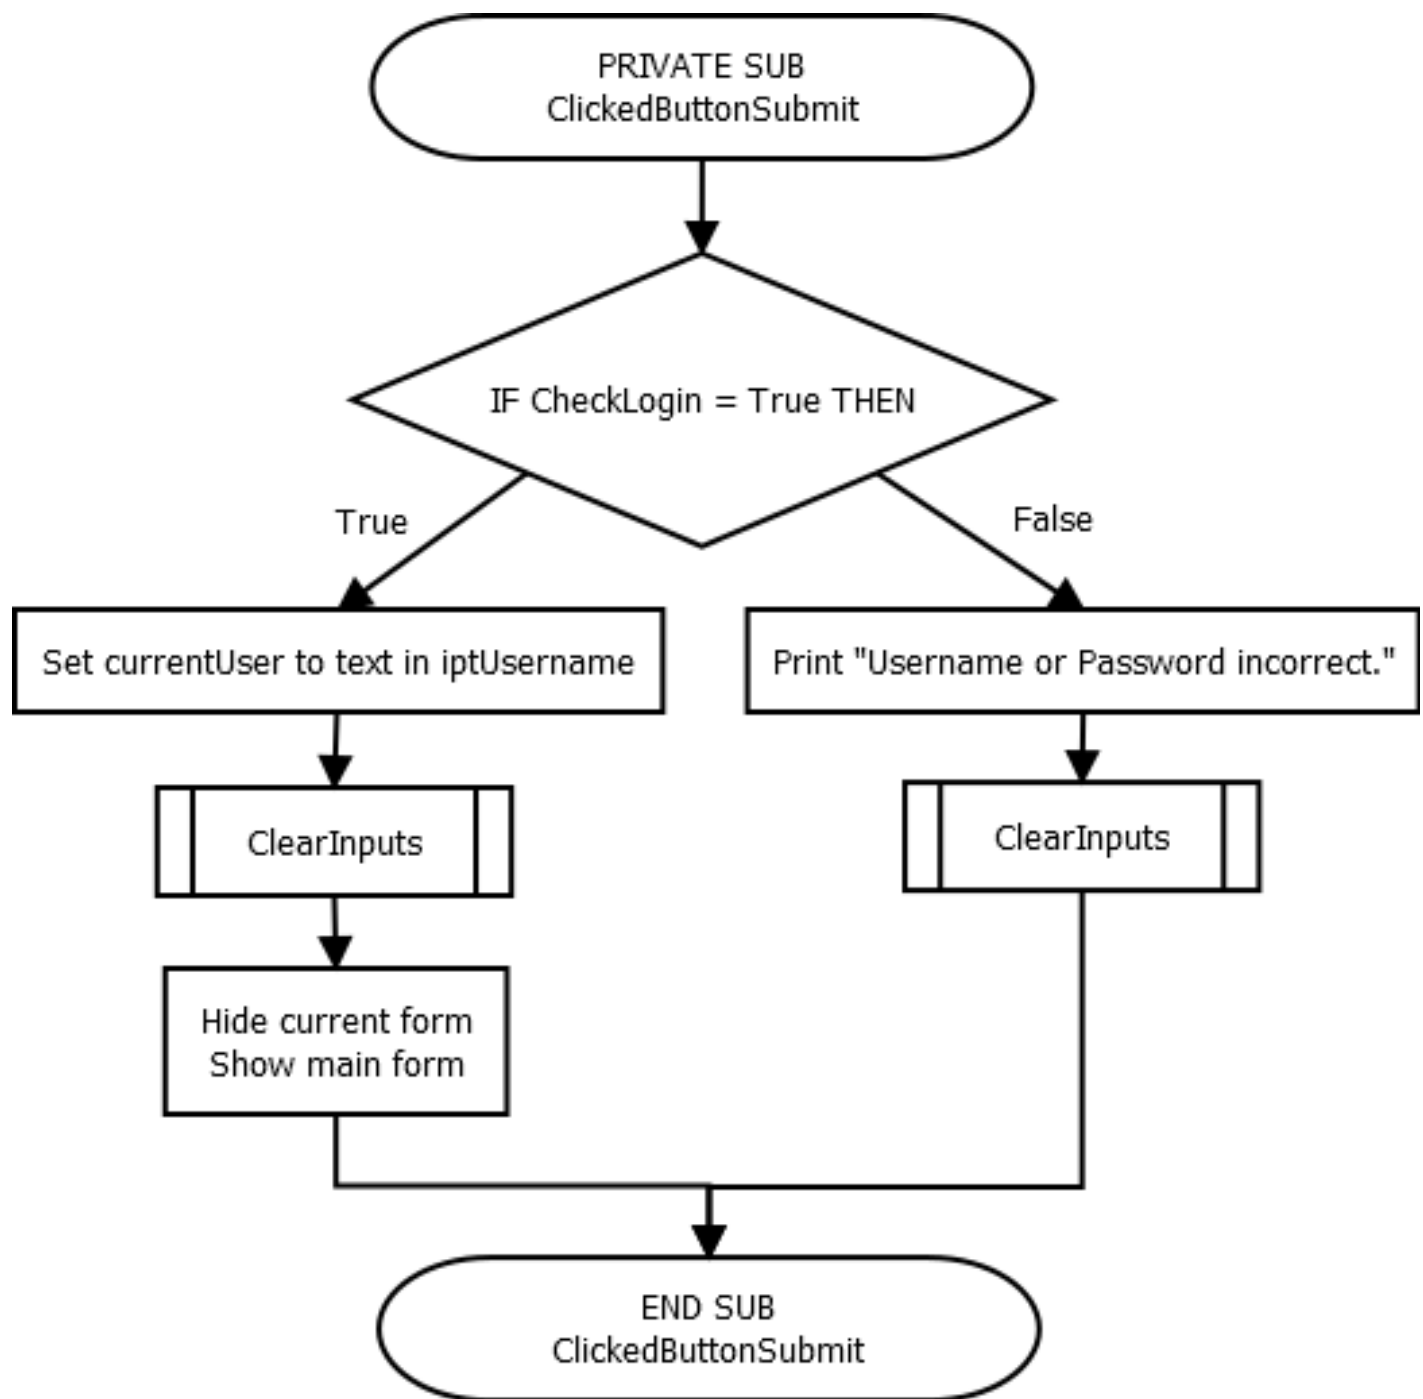 PRIVATE SUB
ClickedButtonSubmit
IF CheckLogin = True THEN
True
False
Set currentUser to text in iptUsername
Print "Username or Password incorrect."
ClearInputs
ClearInputs
Hide current form
Show main form
END SUB
ClickedButtonSubmit